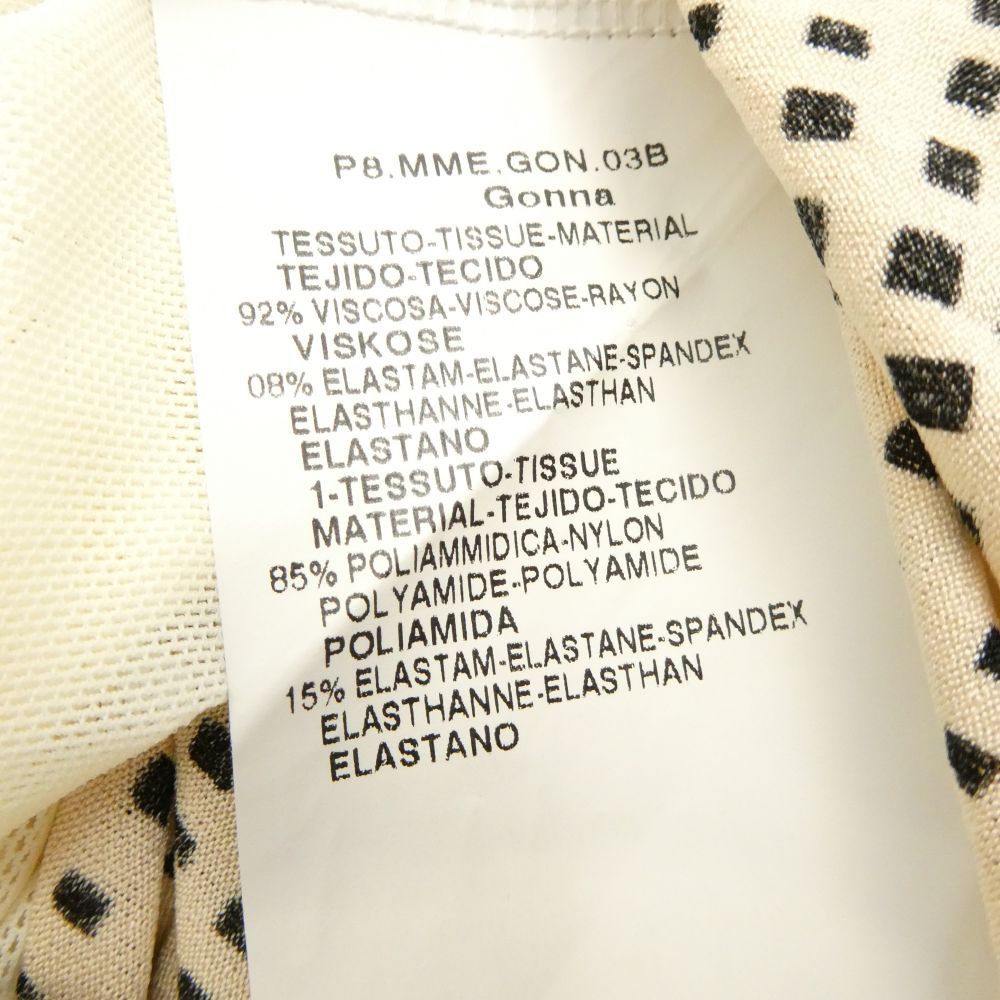 P8.MME.GON.03B
Gonna
TESSUTO-TISSUE-MATERIAL
TEJIDO-TECIDO
92% VISCOSA-VISCOSE-RAYON
VISKOSE
08% ELASTAM-ELASTANE-SPANDEX
ELASTHANNE-ELASTHAN
ELASTANO
1-TESSUTO-TISSUE
MATERIAL-TEJIDO-TECIDO
85% POLIAMMIDICA-NYLON
POLYAMIDE-POLYAMIDE
POLIAMIDA
15% ELASTAM-ELASTANE-SPANDEX
ELASTHANNE-ELASTHAN
ELASTANO